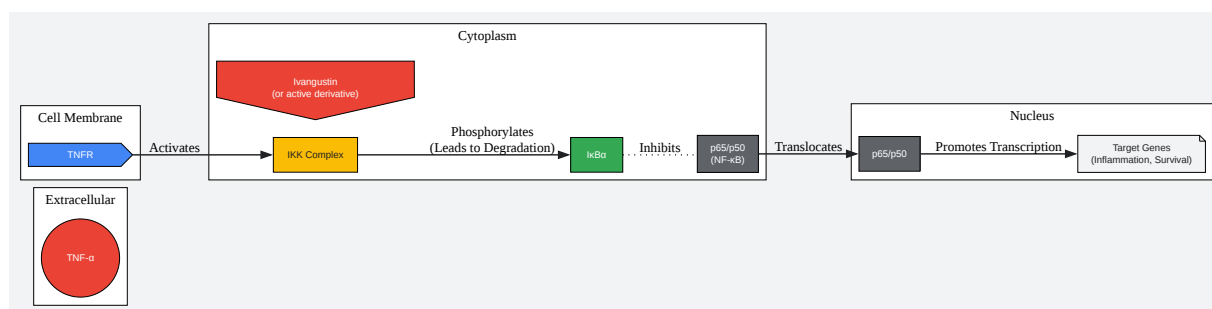 Cytoplasm
Ivangustin
(or active derivative)
Cell Membrane
TNFR
Activates
IKK Complex
Phosphorylates
(Leads to Degradation)
IκBα
Inhibits
p65/p50
(NF-κB)
Translocates
Nucleus
p65/p50
Promotes Transcription
Target Genes
(Inflammation, Survival)
Extracellular
TNF-α